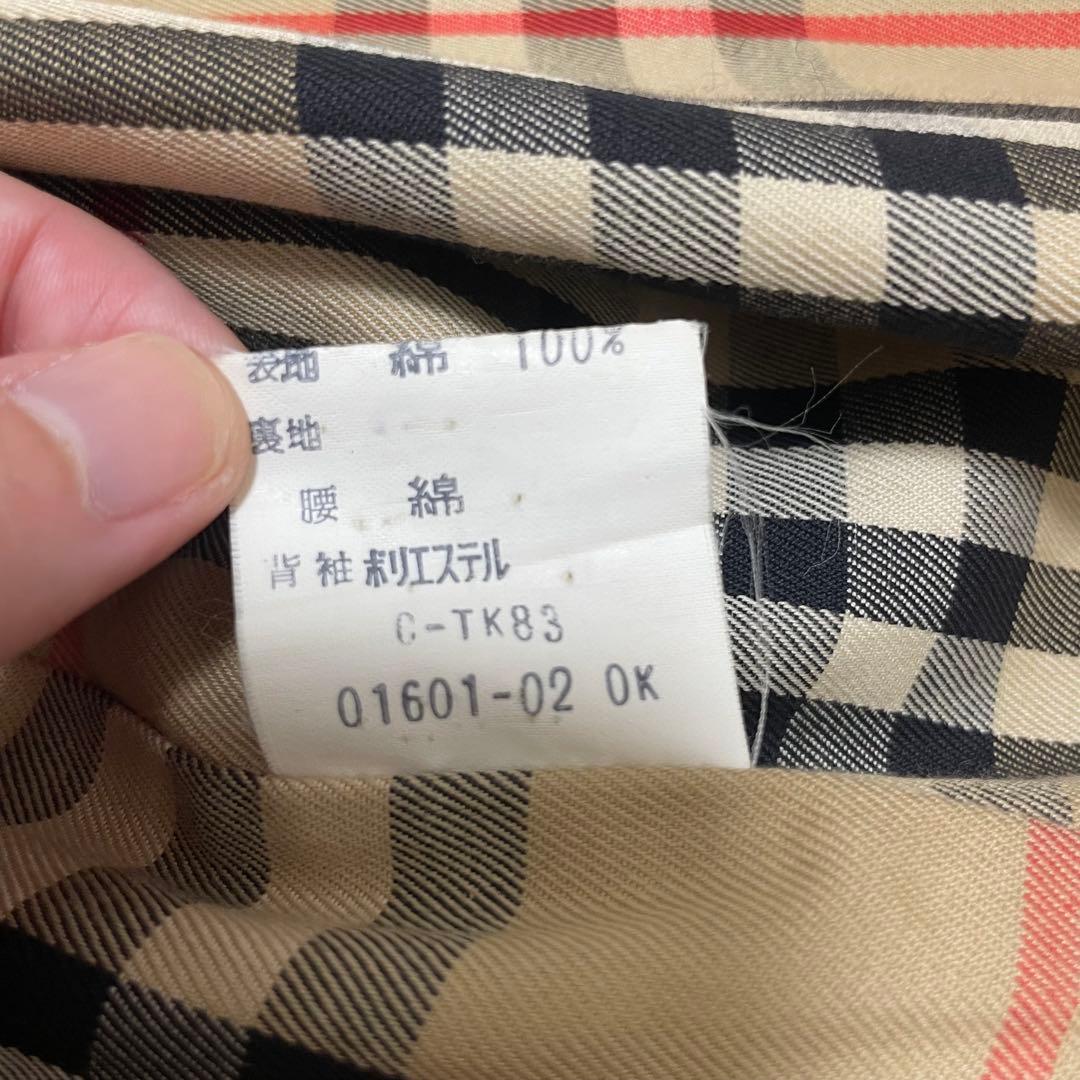 表地 綿 100%
裏地
腰 綿
背 袖 ポリエステル
C-TK83
01601-02 OK